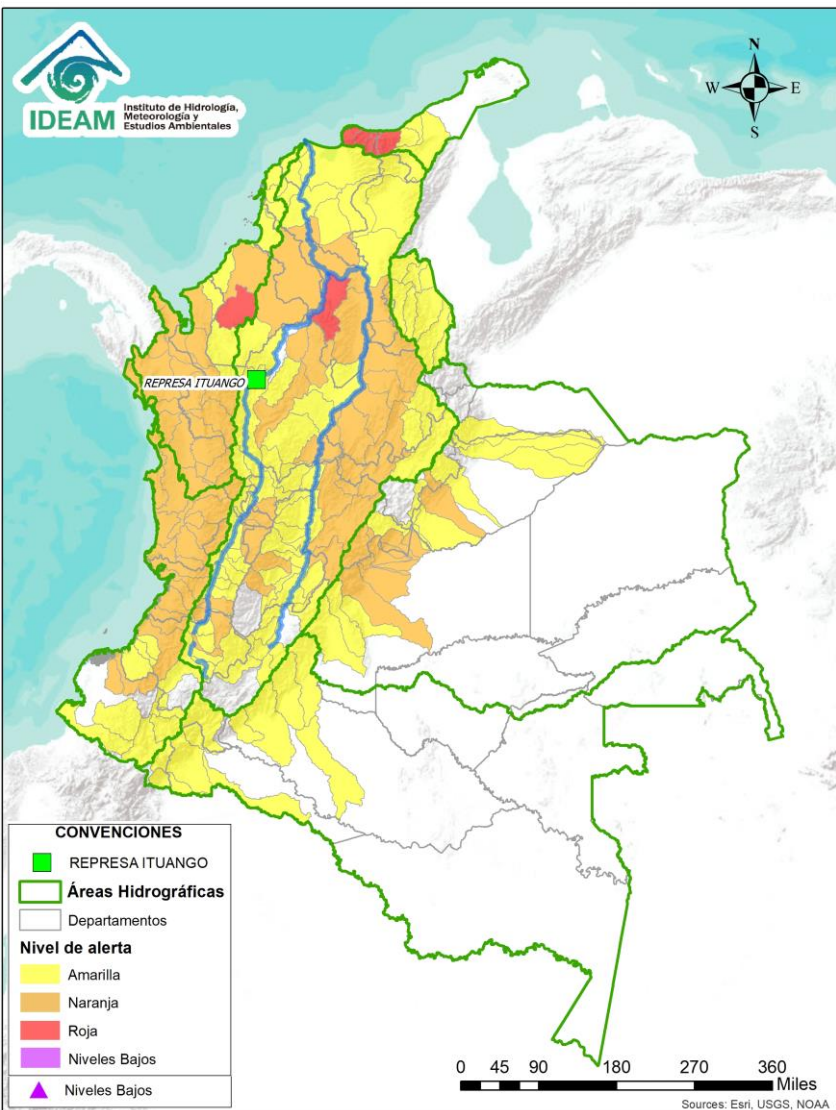 IDEAM
Instituto de Hidrología,
Meteorología y
Estudios Ambientales
N
W
E
S
REPRESA ITUANGO
CONVENCIONES
REPRESA ITUANGO
Áreas Hidrográficas
Departamentos
Nivel de alerta
Amarilla
Naranja
Roja
Niveles Bajos
Niveles Bajos
0 45 90 180 270 360
Miles
Sources: Esri, USGS, NOAA